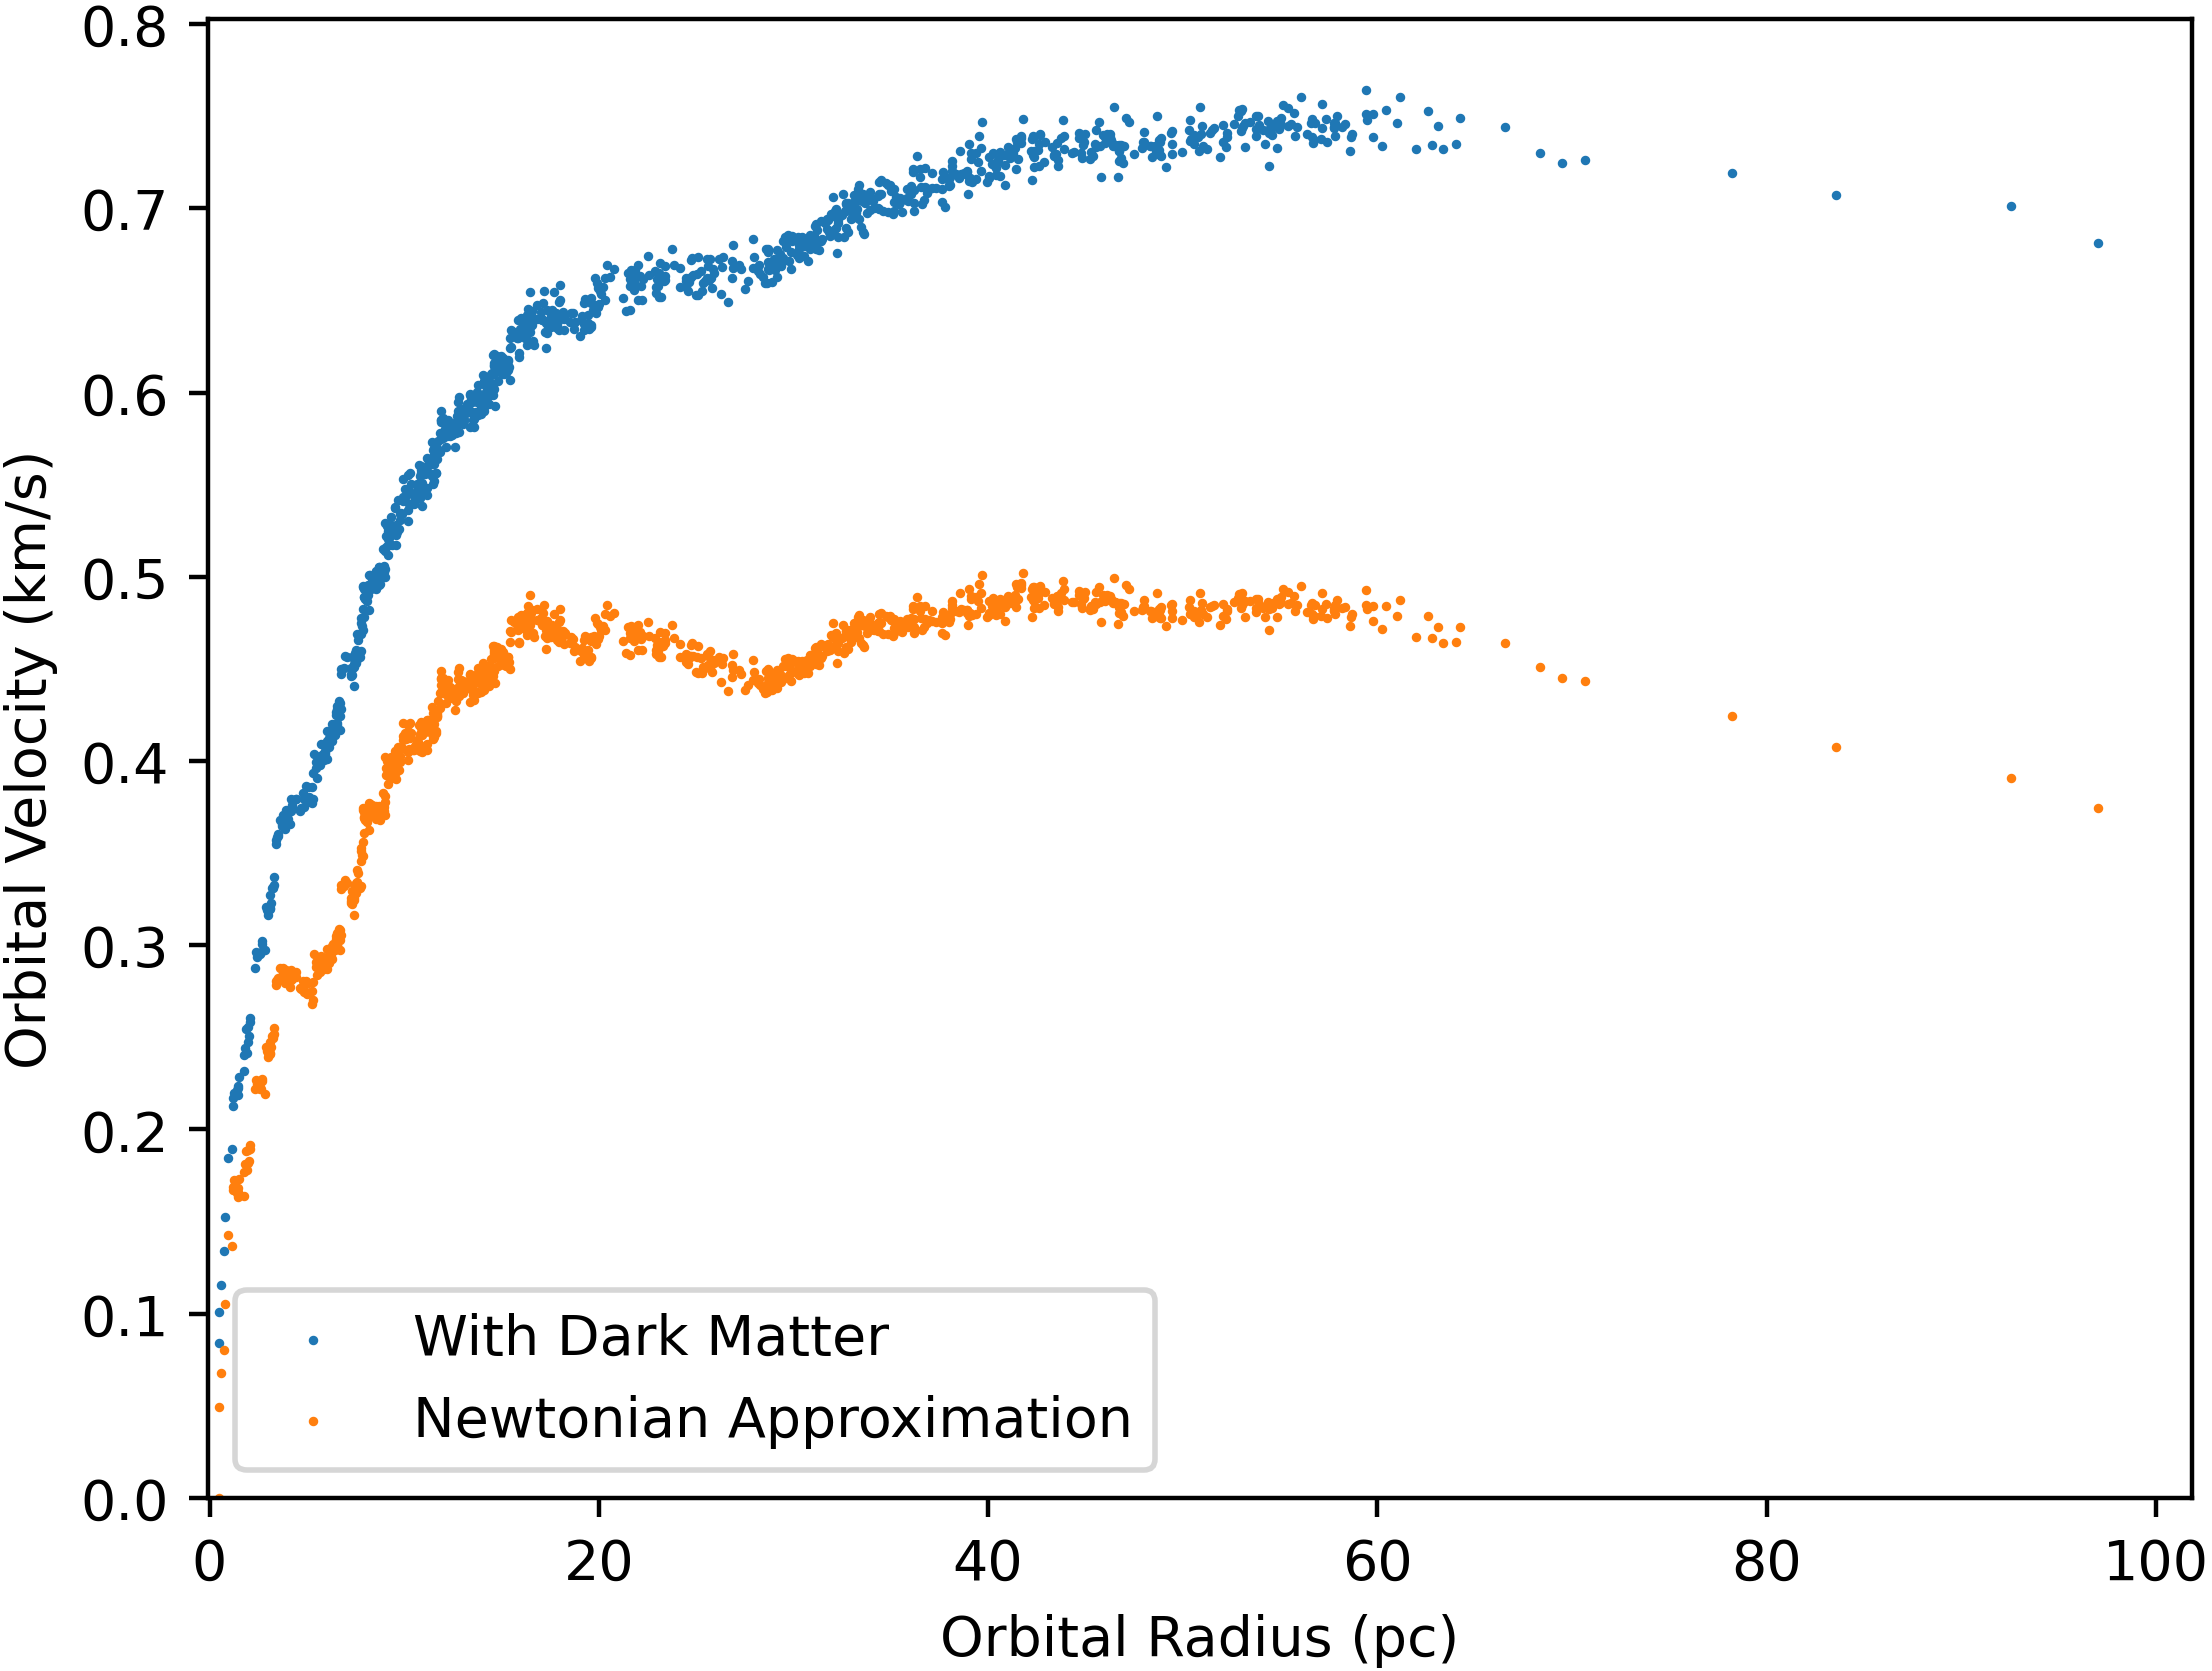 0.8
0.7
0.6
0.5
0.4
0.3
0.2
0.1
0.0
Orbital Velocity (km/s)
With Dark Matter
Newtonian Approximation
0 20 40 60 80 100
Orbital Radius (pc)